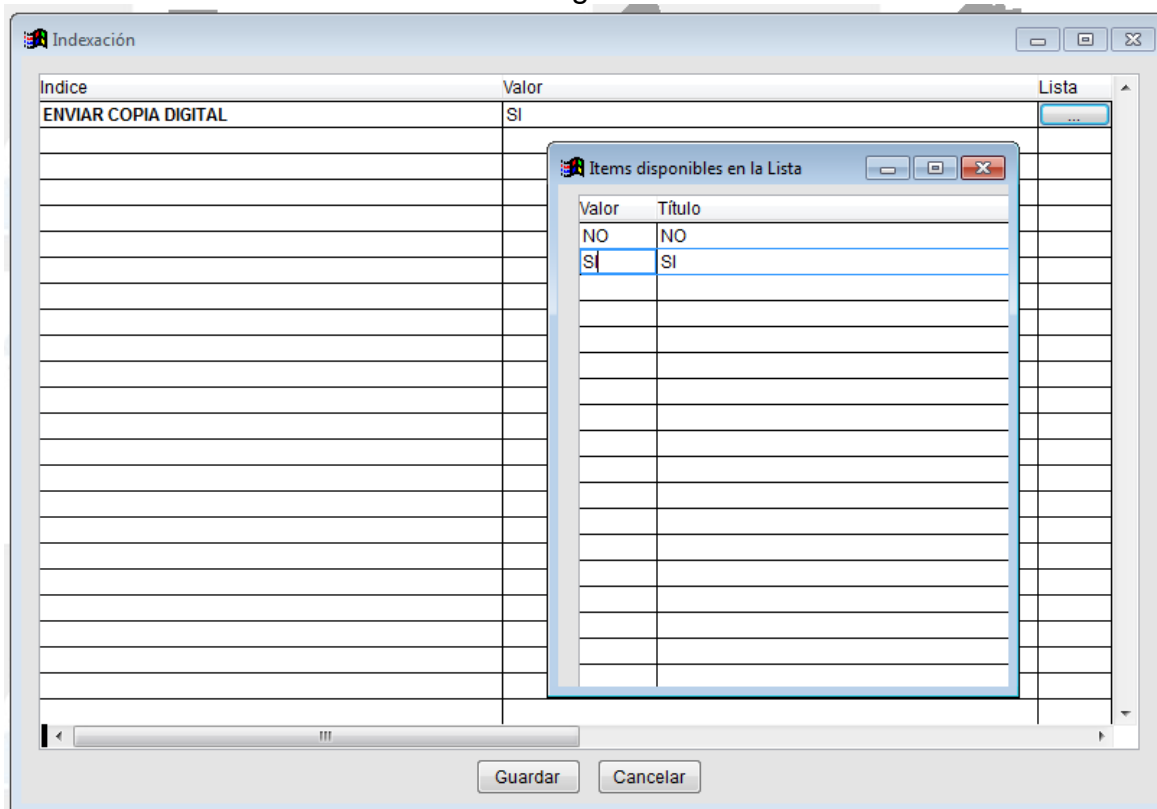 Indexación
Indice Valor Lista
ENVIAR COPIA DIGITAL SI ...
Items disponibles en la Lista
Valor Título
NO NO
SI SI
Guardar Cancelar